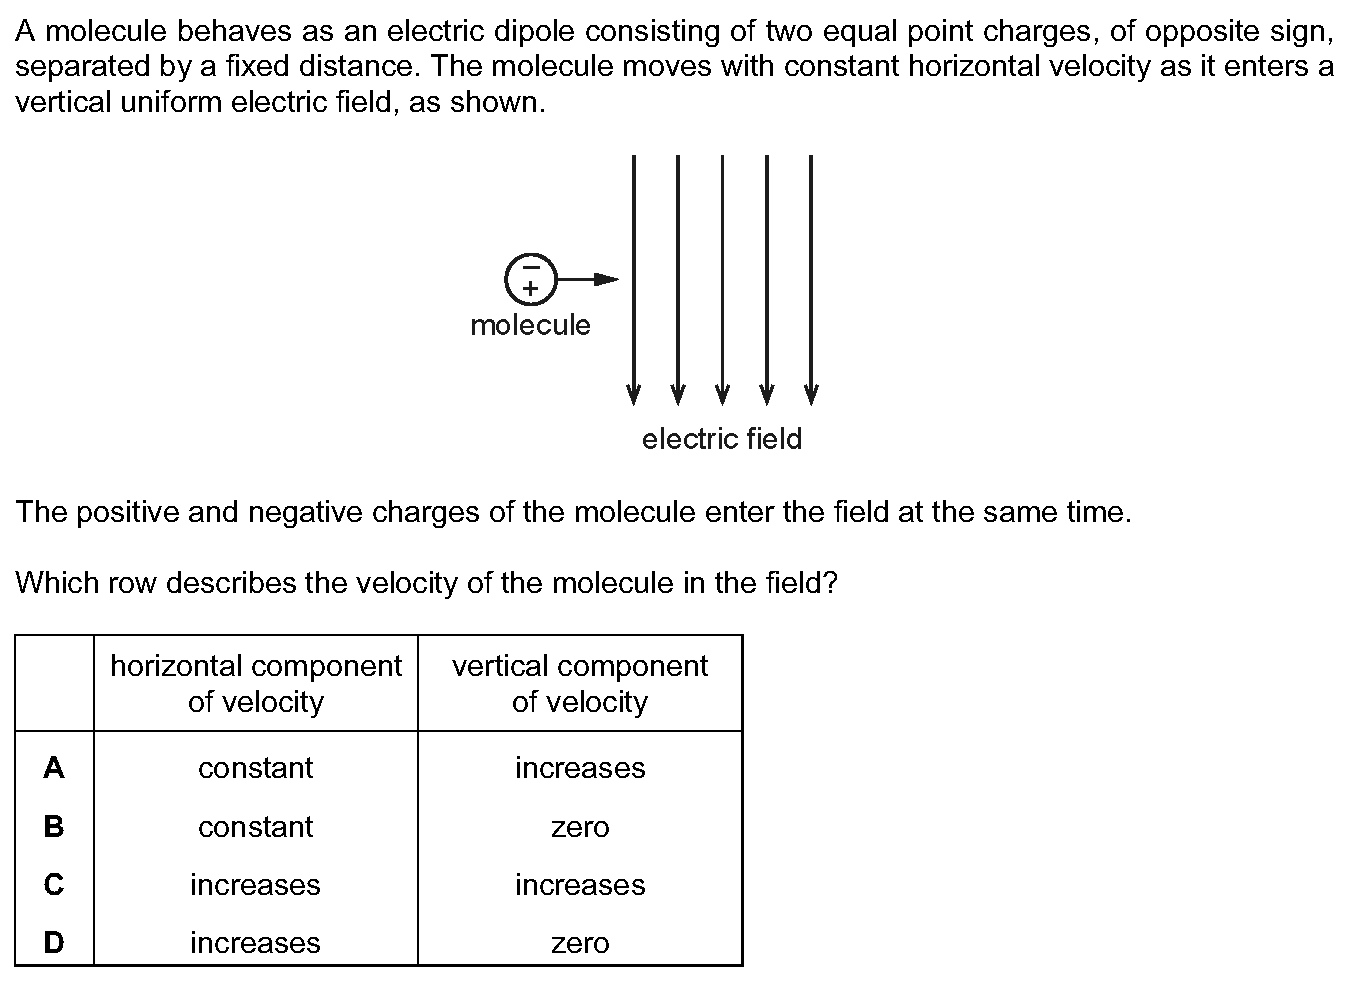 A molecule behaves as an electric dipole consisting of two equal point charges, of opposite sign,
separated by a fixed distance. The molecule moves with constant horizontal velocity as it enters a
vertical uniform electric field, as shown.
–
+
molecule
electric field
The positive and negative charges of the molecule enter the field at the same time.
Which row describes the velocity of the molecule in the field?
horizontal component of velocity vertical component of velocity
A constant increases
B constant zero
C increases increases
D increases zero